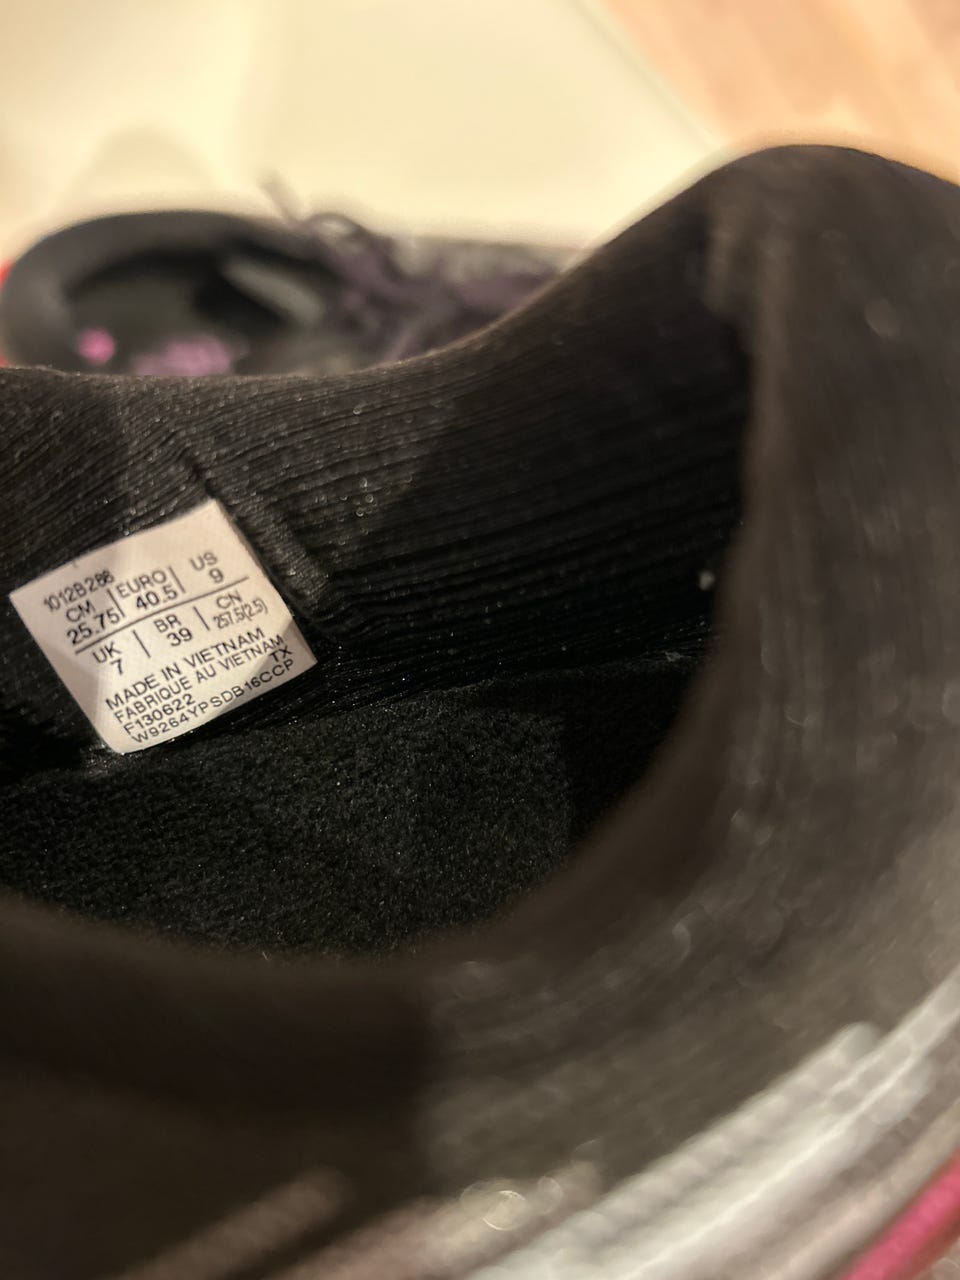 1012B286
CM | EURO | US
25.75 | 40.5 | 9
UK | BR | CN
7 | 39 | 257.5(2.5)
MADE IN VIETNAM
FABRIQUE AU VIETNAM
F130622 TX
W9264YPSDB16CCP